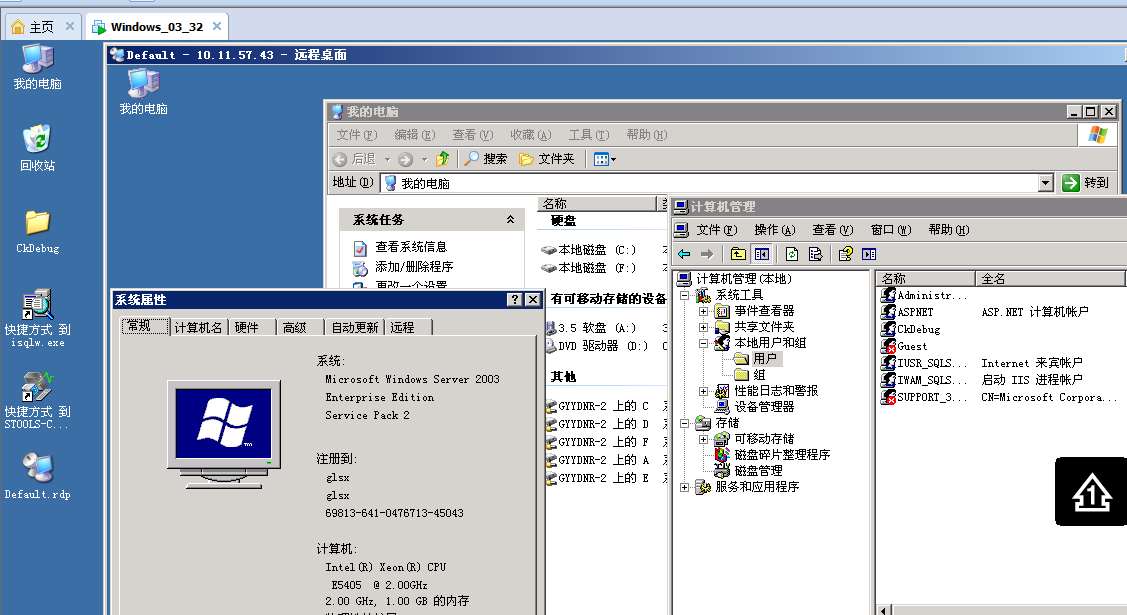 主页
Windows_03_32
我的电脑
回收站
CkDebug
快捷方式 到
isqlw.exe
快捷方式 到
STOOLS-C...
Default.rdp
Default - 10.11.57.43 - 远程桌面
我的电脑
我的电脑
文件(F) 编辑(E) 查看(V) 收藏(A) 工具(T) 帮助(H)
后退 搜索 文件夹
地址(D) 我的电脑 转到
系统任务
查看系统信息
添加/删除程序
更改一个设置
名称
硬盘
本地磁盘 (C:)
本地磁盘 (F:)
有可移动存储的设备
3.5 软盘 (A:)
DVD 驱动器 (D:)
其他
GYYDNR-2 上的 C
GYYDNR-2 上的 D
GYYDNR-2 上的 F
GYYDNR-2 上的 A
GYYDNR-2 上的 E
系统属性
常规 计算机名 硬件 高级 自动更新 远程
系统:
Microsoft Windows Server 2003
Enterprise Edition
Service Pack 2
注册到:
glsx
glsx
69813-641-0476713-45043
计算机:
Intel(R) Xeon(R) CPU
E5405 @ 2.00GHz
2.00 GHz, 1.00 GB 的内存
计算机管理
文件(F) 操作(A) 查看(V) 窗口(W) 帮助(H)
计算机管理(本地)
系统工具
事件查看器
共享文件夹
本地用户和组
用户
组
性能日志和警报
设备管理器
存储
可移动存储
磁盘碎片整理程序
磁盘管理
服务和应用程序
名称 全名
Administr...
ASPNET ASP.NET 计算机帐户
CkDebug
Guest
IUSR_SQLS... Internet 来宾帐户
IWAM_SQLS... 启动 IIS 进程帐户
SUPPORT_3... CN=Microsoft Corpora...
1